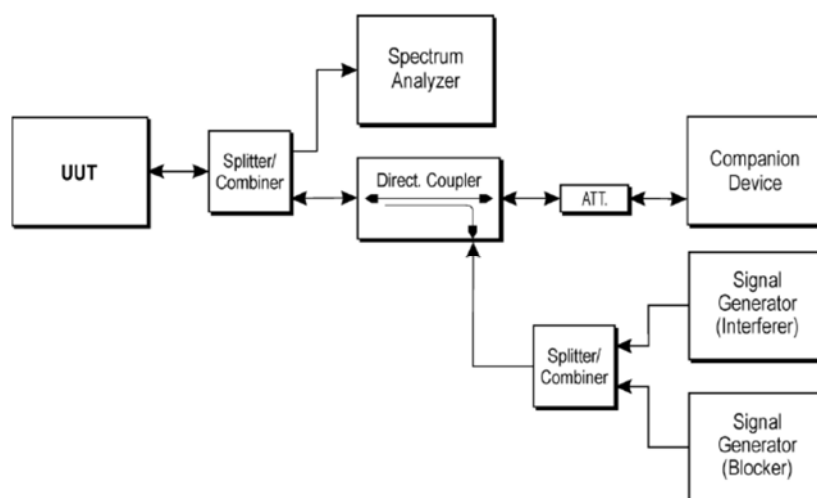 Spectrum
Analyzer
UUT
Splitter/
Combiner
Direct. Coupler
ATT.
Companion
Device
Signal
Generator
(Interferer)
Splitter/
Combiner
Signal
Generator
(Blocker)